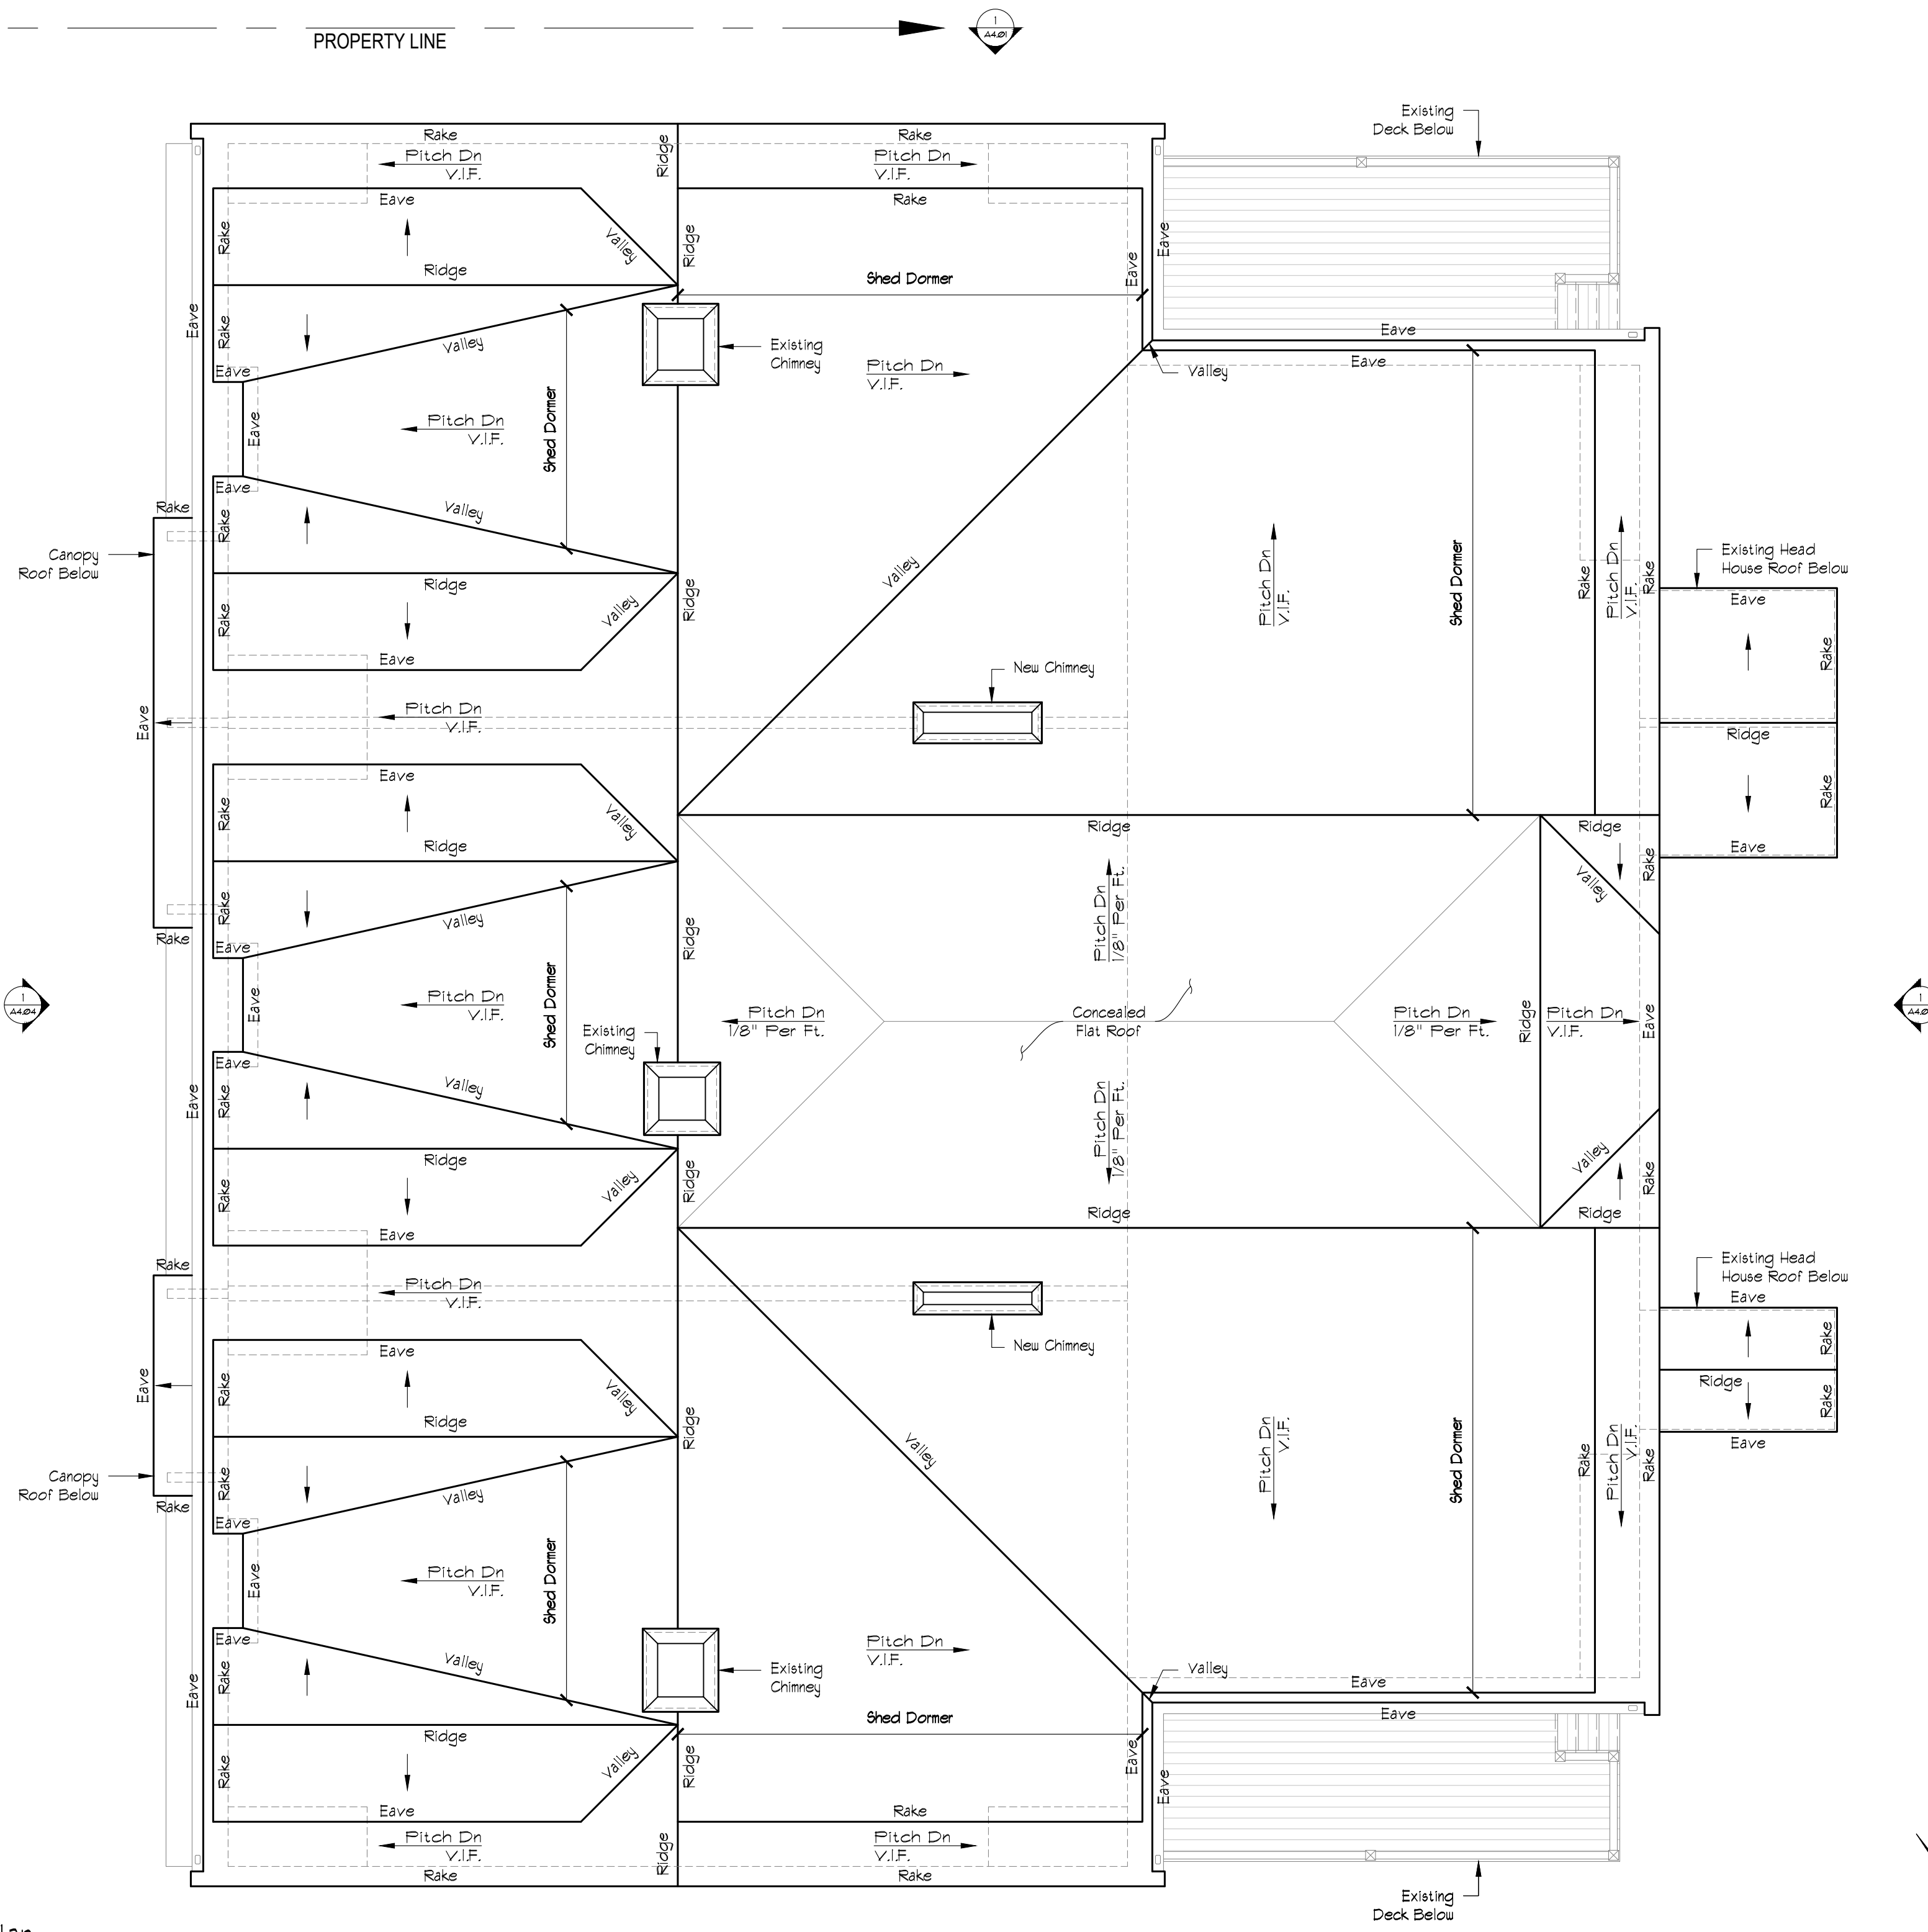 PROPERTY LINE
1
A4.01
Existing
Deck Below
Rake
Rake
Ridge
Pitch Dn
V.I.F.
Pitch Dn
V.I.F.
Eave
Rake
Rake
Valley
Ridge
Eave
Eave
Ridge
Shed Dormer
Eave
Rake
Valley
Eave
Eave
Existing
Chimney
Pitch Dn
V.I.F.
Valley
Eave
Eave
Pitch Dn
V.I.F.
Shed Dormer
Eave
Rake
Valley
Rake
Canopy
Roof Below
Ridge
Rake
Valley
Ridge
Valley
Pitch Dn
V.I.F.
Shed Dormer
Rake
Pitch Dn
V.I.F.
Rake
Existing Head
House Roof Below
Eave
Rake
Eave
New Chimney
Eave
Pitch Dn
V.I.F.
Ridge
Rake
Eave
Eave
Rake
Valley
Ridge
Ridge
Ridge
Rake
Valley
Rake
Valley
Ridge
Pitch Dn
1/8" Per Ft.
Rake
Eave
Eave
Pitch Dn
V.I.F.
Shed Dormer
1
A4.04
Existing
Chimney
Pitch Dn
1/8" Per Ft.
Concealed
Flat Roof
Pitch Dn
1/8" Per Ft.
Ridge
Pitch Dn
V.I.F.
Eave
1
Eave
Eave
Rake
Valley
Pitch Dn
1/8" Per Ft.
Ridge
Rake
Valley
Ridge
Valley
Rake
Ridge
Ridge
Eave
Rake
Pitch Dn
V.I.F.
Existing Head
House Roof Below
Eave
Rake
Ridge
Rake
Eave
New Chimney
Eave
Eave
Rake
Valley
Ridge
Ridge
Valley
Pitch Dn
V.I.F.
Shed Dormer
Rake
Pitch Dn
V.I.F.
Rake
Canopy
Roof Below
Rake
Rake
Valley
Eave
Eave
Pitch Dn
V.I.F.
Shed Dormer
Eave
Rake
Valley
Eave
Existing
Chimney
Pitch Dn
V.I.F.
Valley
Eave
Eave
Shed Dormer
Ridge
Rake
Valley
Ridge
Eave
Eave
Eave
Rake
Pitch Dn
V.I.F.
Ridge
Pitch Dn
V.I.F.
Rake
Rake
Existing
Deck Below